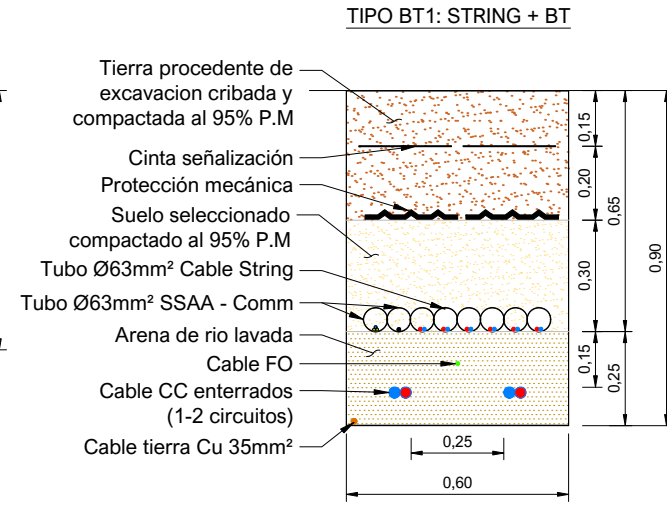 TIPO BT1: STRING + BT
Tierra procedente de
excavacion cribada y
compactada al 95% P.M
Cinta señalización
Protección mecánica
Suelo seleccionado
compactado al 95% P.M
Tubo Ø63mm² Cable String
Tubo Ø63mm² SSAA - Comm
Arena de rio lavada
Cable FO
Cable CC enterrados
(1-2 circuitos)
Cable tierra Cu 35mm²
0,15
0,20
0,30
0,15
0,65
0,25
0,90
0,25
0,60